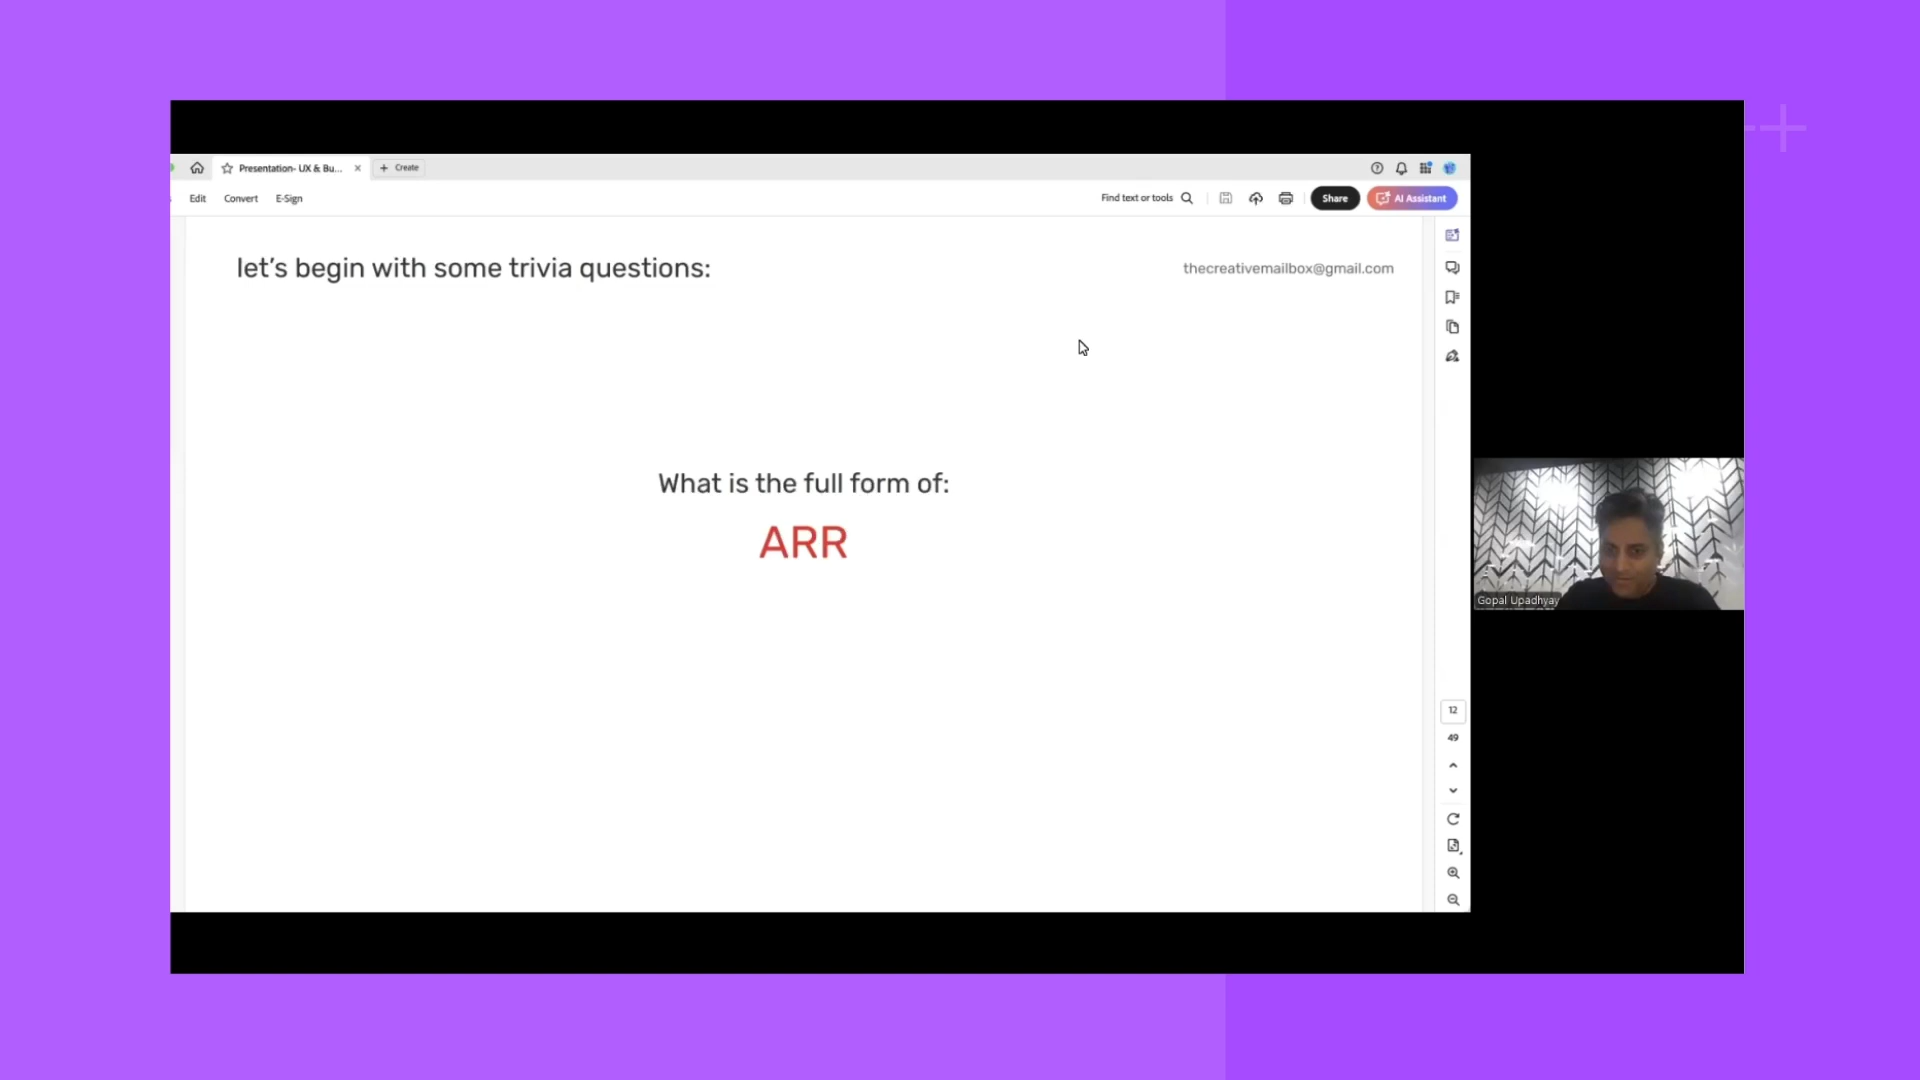 Presentation- UX & Bu...
Create
Edit
Convert
E-Sign
Find text or tools
Share
AI Assistant
let's begin with some trivia questions:
thecreativemailbox@gmail.com
What is the full form of:
ARR
Gopal Upadhyay
12
49